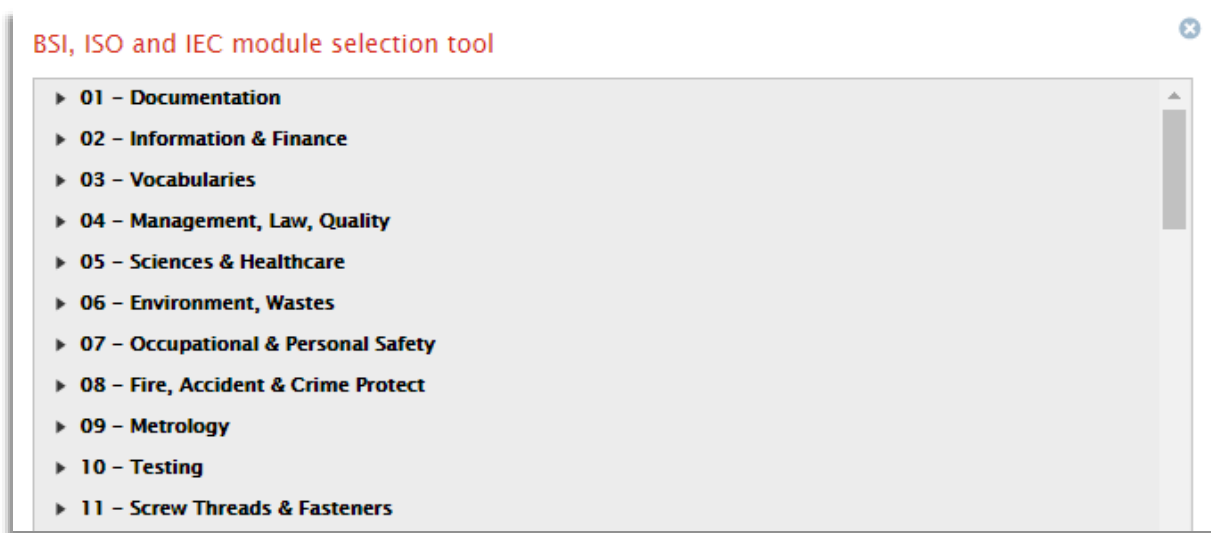 BSI, ISO and IEC module selection tool
01 – Documentation
02 – Information & Finance
03 – Vocabularies
04 – Management, Law, Quality
05 – Sciences & Healthcare
06 – Environment, Wastes
07 – Occupational & Personal Safety
08 – Fire, Accident & Crime Protect
09 – Metrology
10 – Testing
11 – Screw Threads & Fasteners